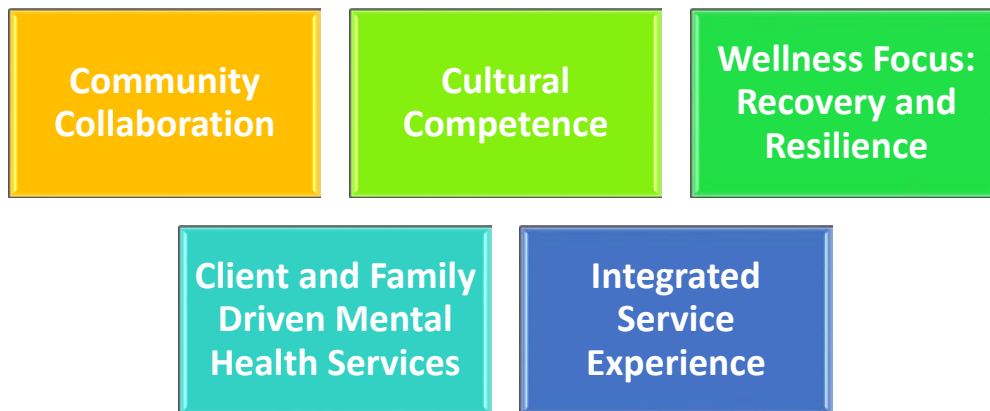 Community
Collaboration
Cultural
Competence
Wellness Focus:
Recovery and
Resilience
Client and Family
Driven Mental
Health Services
Integrated
Service
Experience